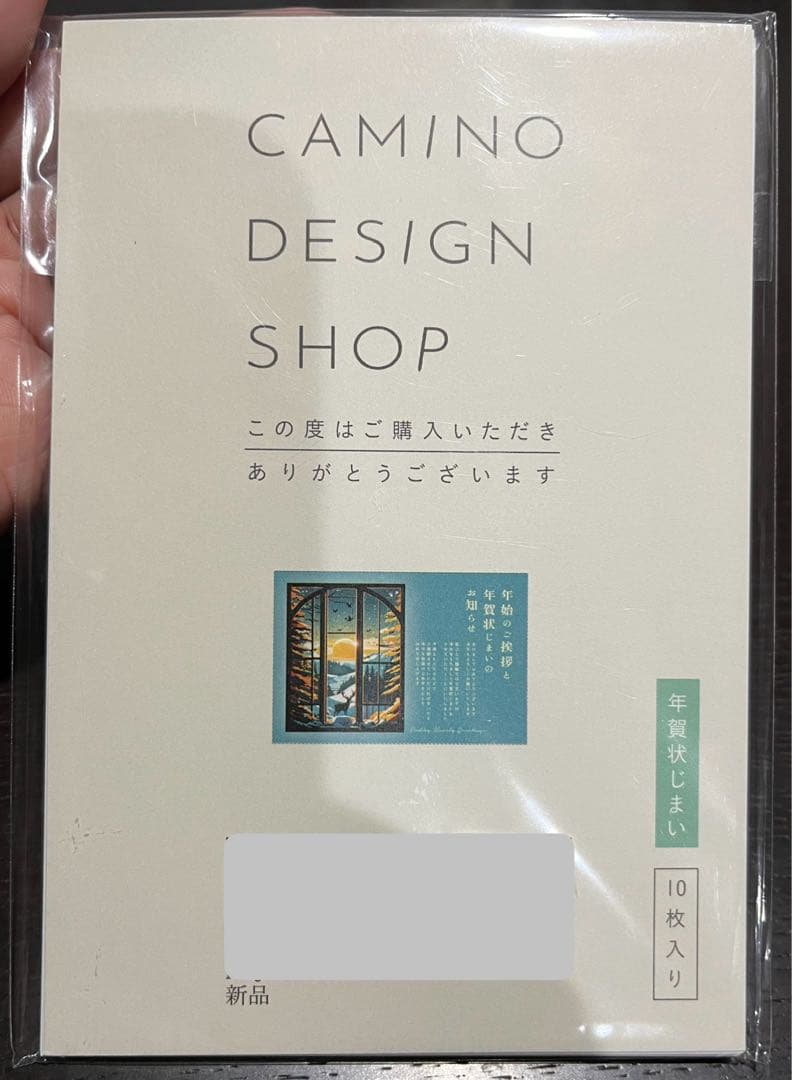 CAMINO
DESIGN
SHOP
この度はご購入いただき
ありがとうございます
年始のご挨拶と
年賀状じまいの
お知らせ
年賀状じまい
10枚入り
新品